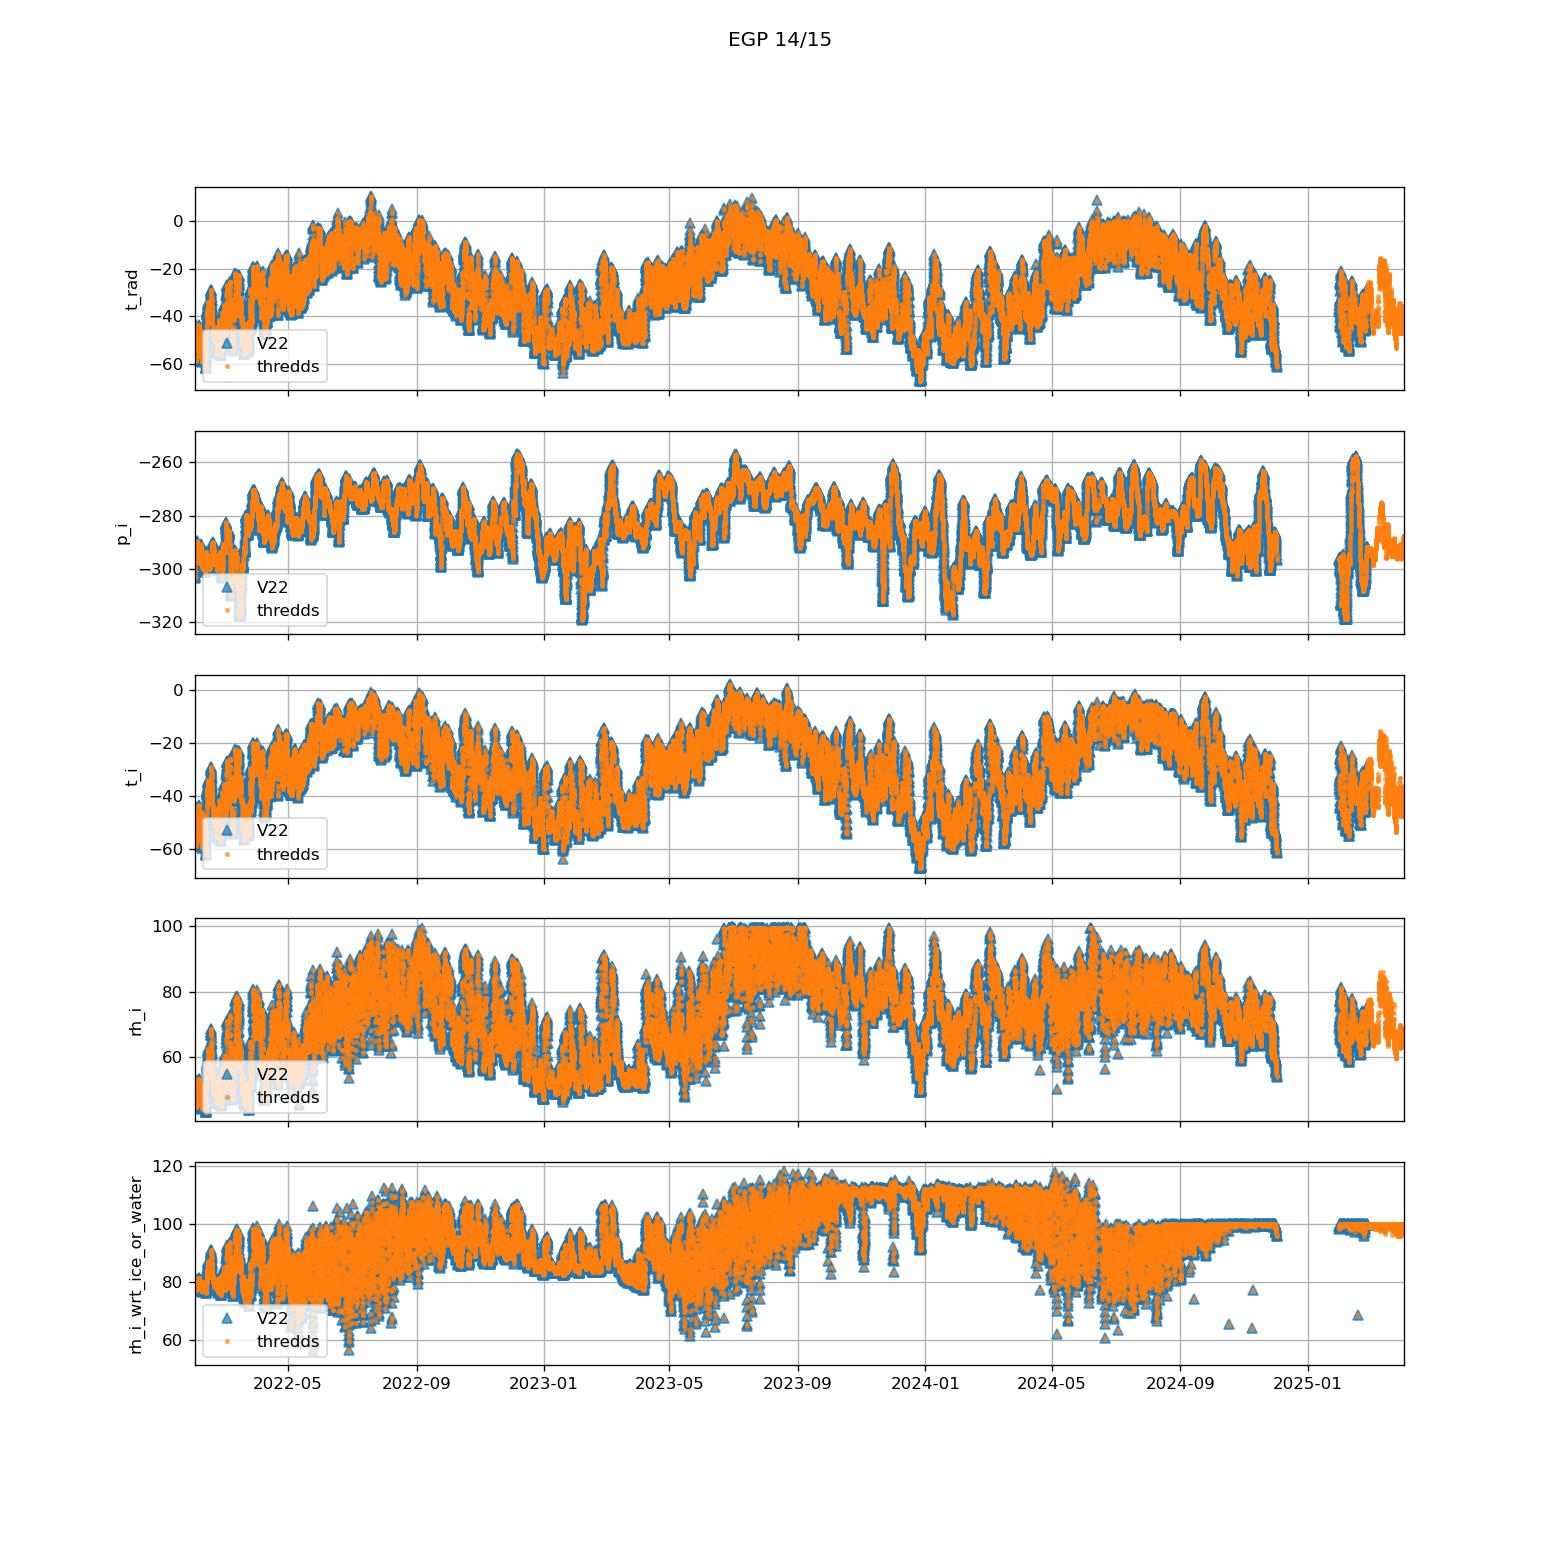 EGP 14/15
0
−20
−40
−60
t_rad
V22
thredds
−260
−280
−300
−320
p_i
V22
thredds
0
−20
−40
−60
t_i
V22
thredds
100
80
60
rh_i
V22
thredds
120
100
80
60
rh_i_wrt_ice_or_water
V22
thredds
2022-05 2022-09 2023-01 2023-05 2023-09 2024-01 2024-05 2024-09 2025-01